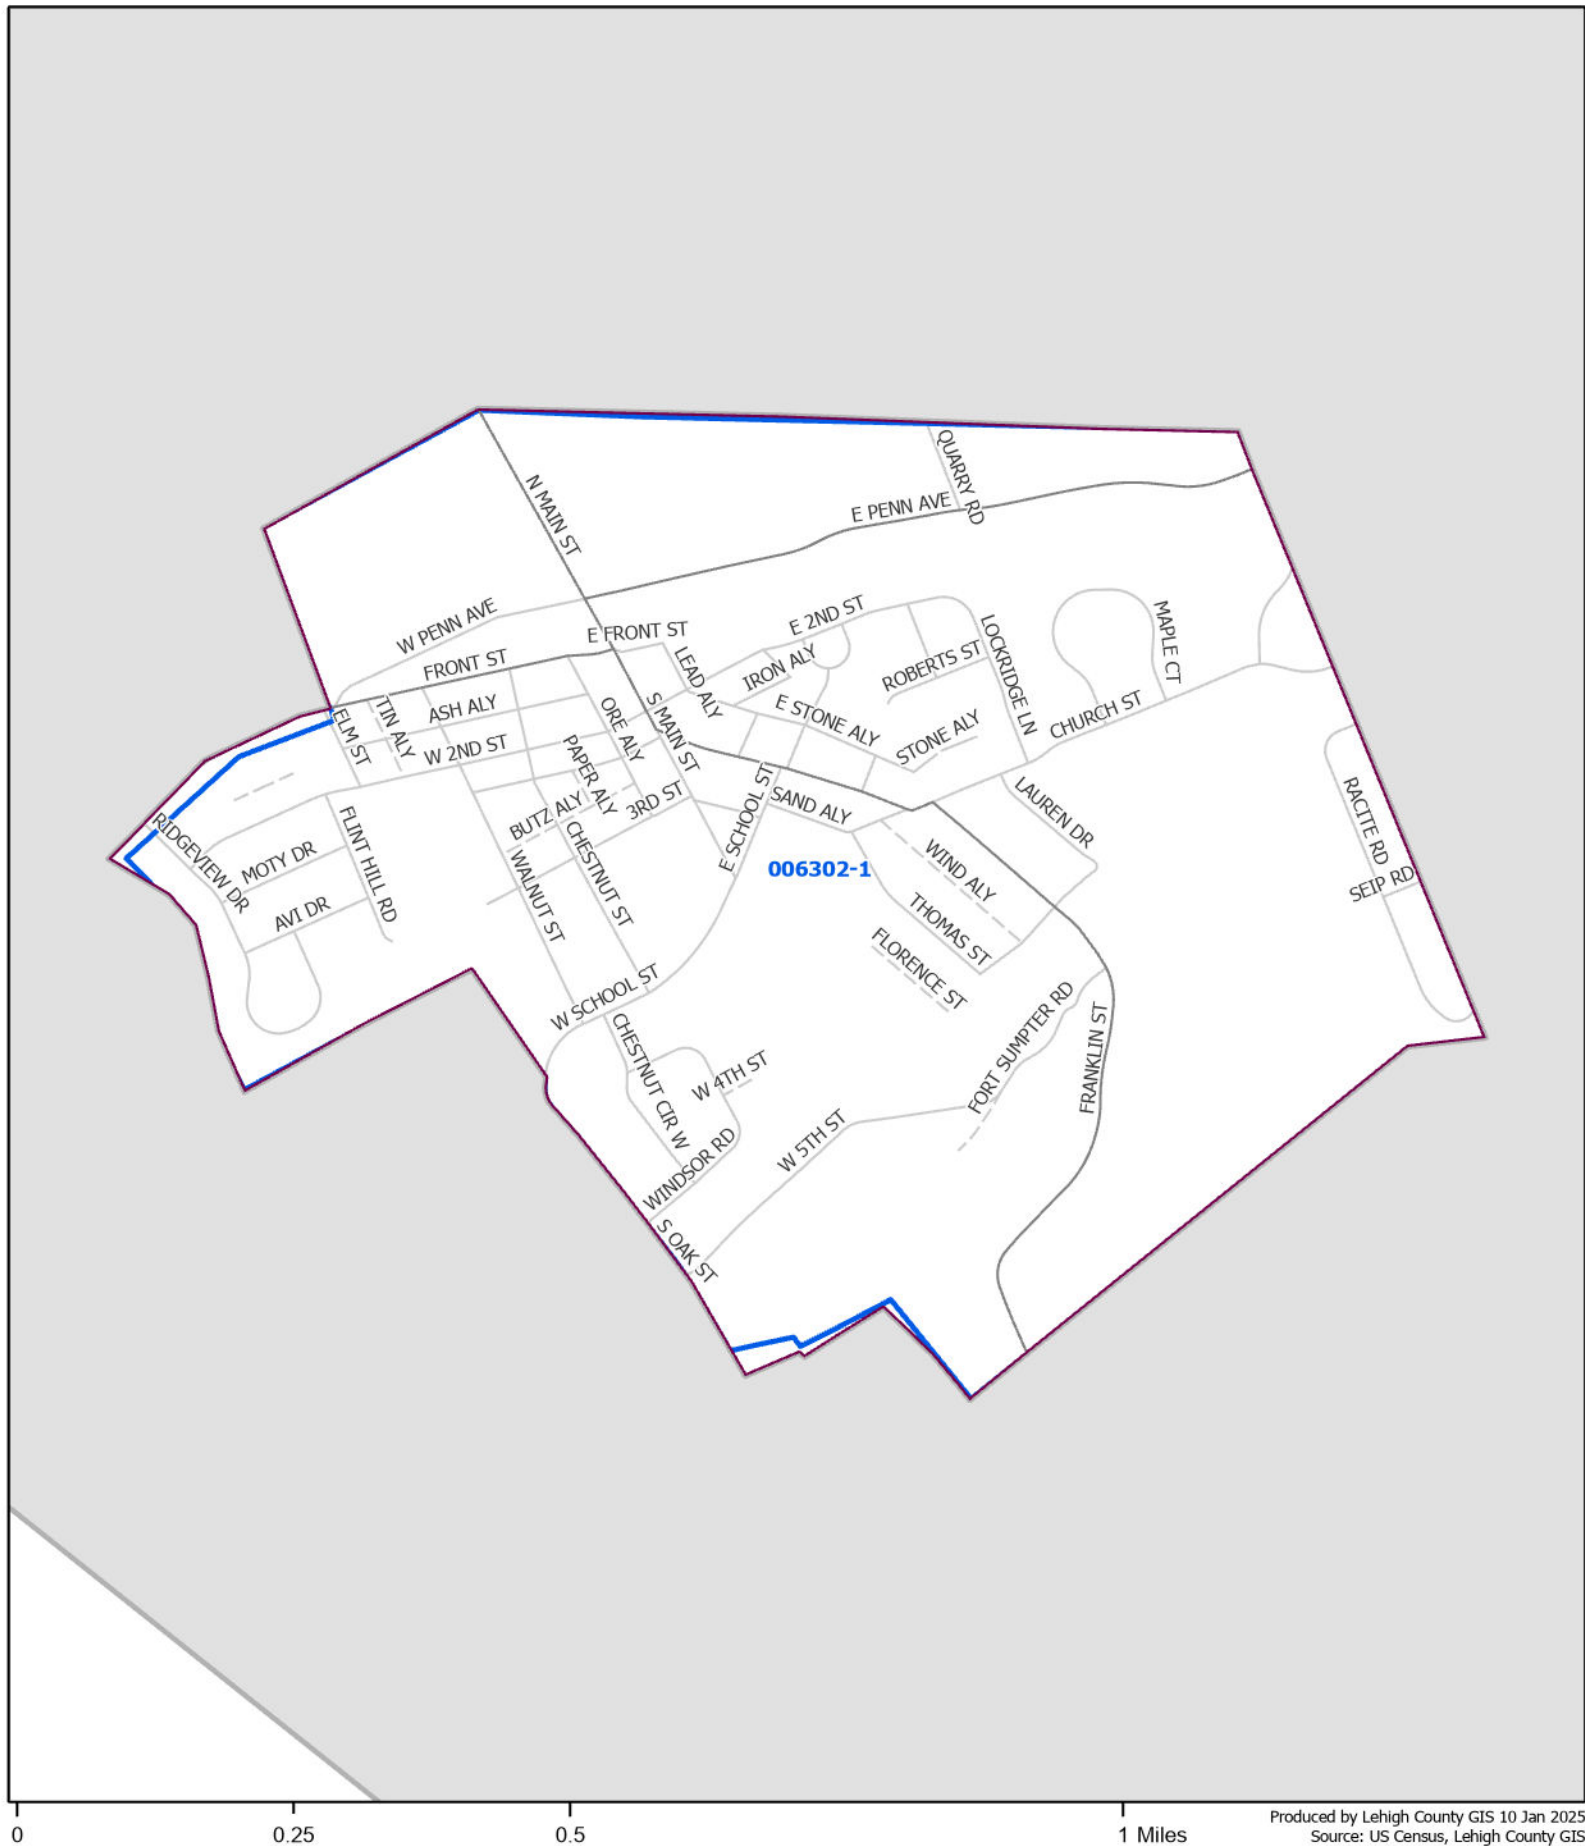 QUARRY RD
N MAIN ST
E PENN AVE
W PENN AVE
E FRONT ST
E 2ND ST
MAPLE CT
LOCKRIDGE LN
FRONT ST
LEAD ALY
IRON ALY
ROBERTS ST
ASH ALY
TIN ALY
ELM ST
ORE ALY
S MAIN ST
E STONE ALY
STONE ALY
CHURCH ST
W 2ND ST
PAPER ALY
3RD ST
BUTZ ALY
SAND ALY
E SCHOOL ST
LAUREN DR
RACITE RD
RIDGEVIEW DR
MOTY DR
FLINT HILL RD
CHESTNUT ST
WALNUT ST
006302-1
WIND ALY
SEIP RD
AVI DR
THOMAS ST
FLORENCE ST
W SCHOOL ST
FORT SUMPTER RD
FRANKLIN ST
CHESTNUT CIR W
W 4TH ST
W 5TH ST
WINDSOR RD
S OAK ST
0
0.25
0.5
1 Miles
Produced by Lehigh County GIS 10 Jan 2025
Source: US Census, Lehigh County GIS